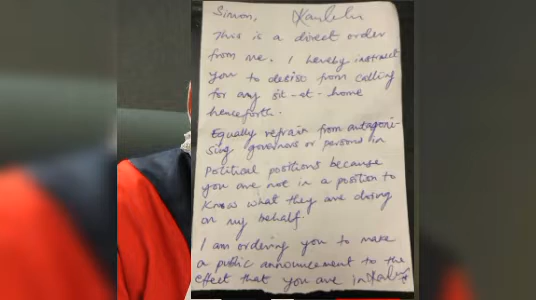 Simon,
This is a direct order
from me. I hereby instruct
you to desist from calling
for any sit-at-home
henceforth.
Equally refrain from antagoni-
sing governors or persons in
political positions because
you are not in a position to
know what they are doing
on my behalf.
I am ordering you to make
a public announcement to the
effect that you are in